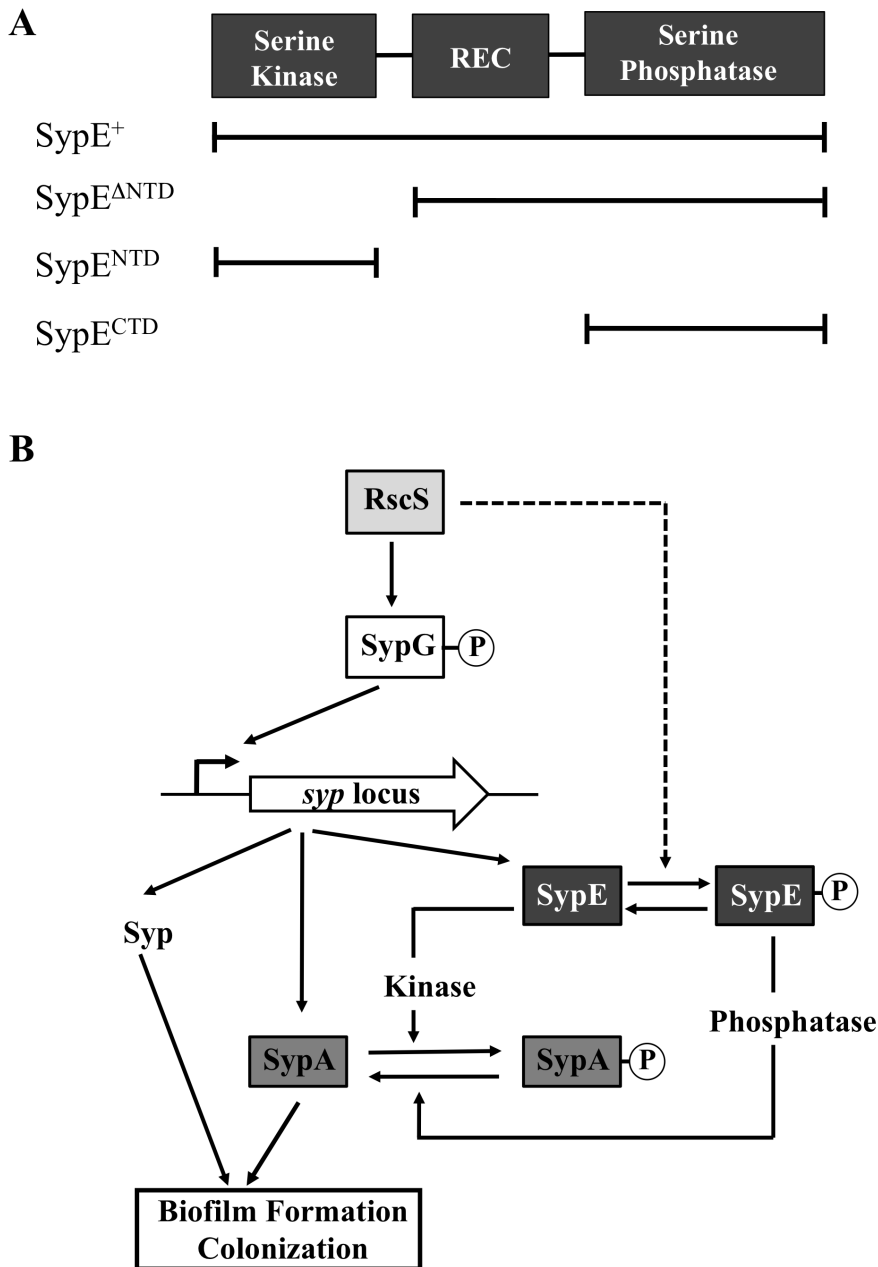 A
Serine
Kinase
REC
Serine
Phosphatase
SypE+
SypEΔNTD
SypENTD
SypECTD
B
RscS
SypG
P
syp locus
SypE
SypE
P
Syp
Kinase
Phosphatase
SypA
SypA
P
Biofilm Formation
Colonization